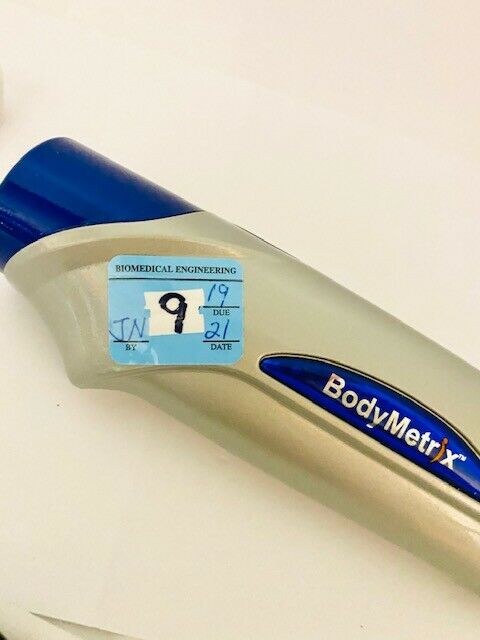 BIOMEDICAL ENGINEERING
9
19
DUE
JN
21
BY
DATE
BodyMetrix™